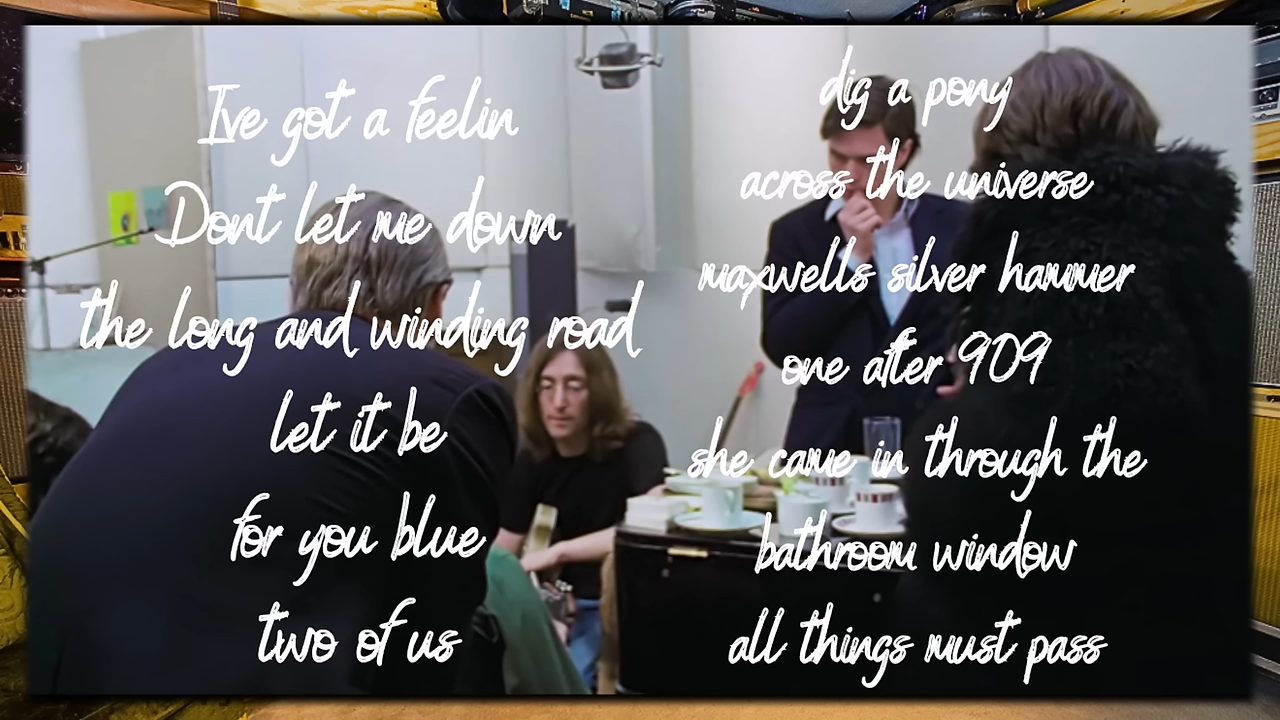 Ive got a feelin
Dont let me down
the long and winding road
let it be
for you blue
two of us
dig a pony
across the universe
maxwells silver hammer
one after 909
she came in through the
bathroom window
all things must pass